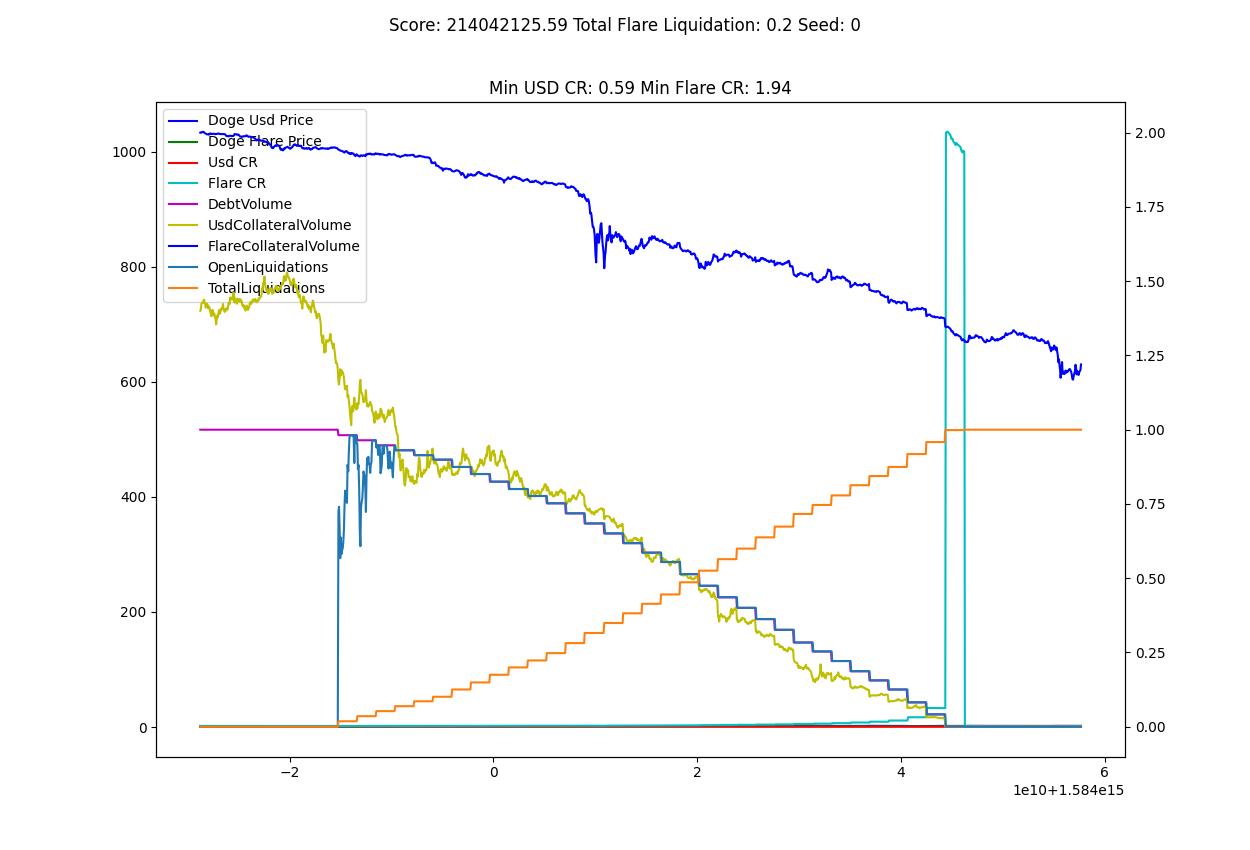 Score: 214042125.59 Total Flare Liquidation: 0.2 Seed: 0
Min USD CR: 0.59 Min Flare CR: 1.94
Doge Usd Price
Doge Flare Price
Usd CR
Flare CR
DebtVolume
UsdCollateralVolume
FlareCollateralVolume
OpenLiquidations
TotalLiquidations
1000
800
600
400
200
0
2.00
1.75
1.50
1.25
1.00
0.75
0.50
0.25
0.00
−2
0
2
4
6
1e10+1.584e15